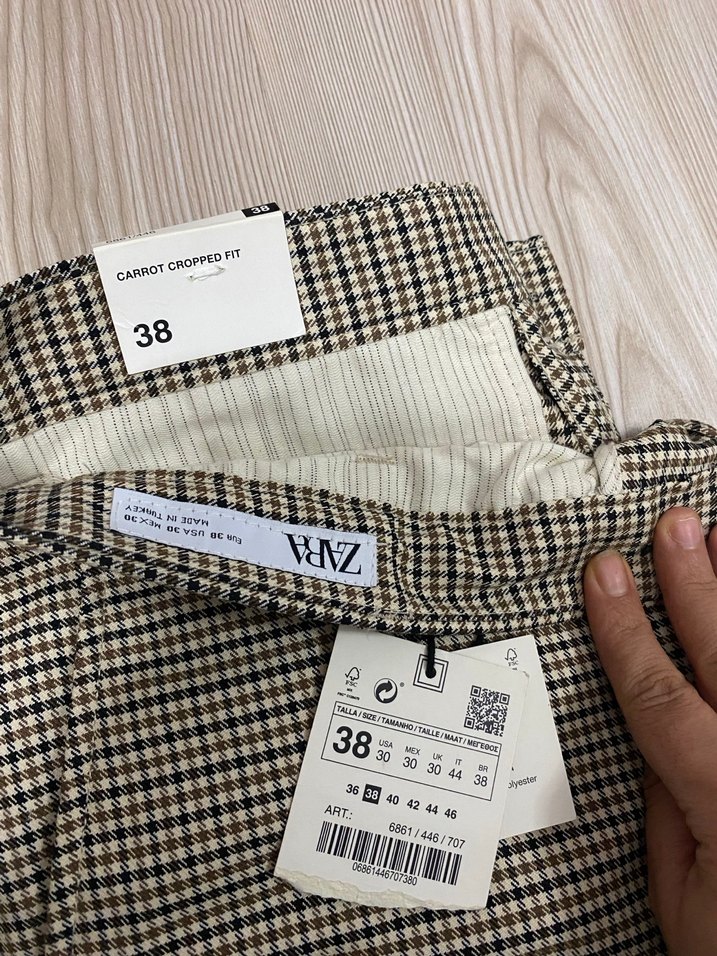 38
CARROT CROPPED FIT
38
ZARA
EUR 38 USA 30 MEX 30
MADE IN TURKEY
FSC
TALLA / SIZE / TAMANHO / TAILLE / MAAT / ΜΕΓΕΘΟΣ
38 USA 30 MEX 30 UK 30 IT 44 BR 38
36 38 40 42 44 46
ART.:
6861 / 446 / 707
06861446707380
FSC